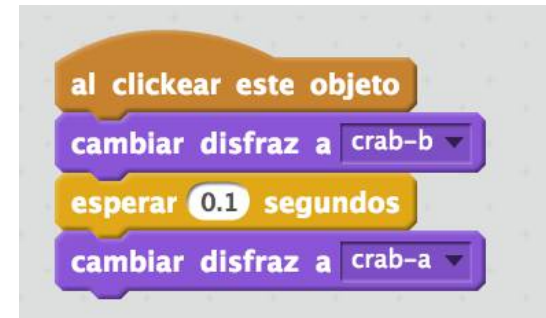 al clickear este objeto
cambiar disfraz a crab-b
esperar 0.1 segundos
cambiar disfraz a crab-a